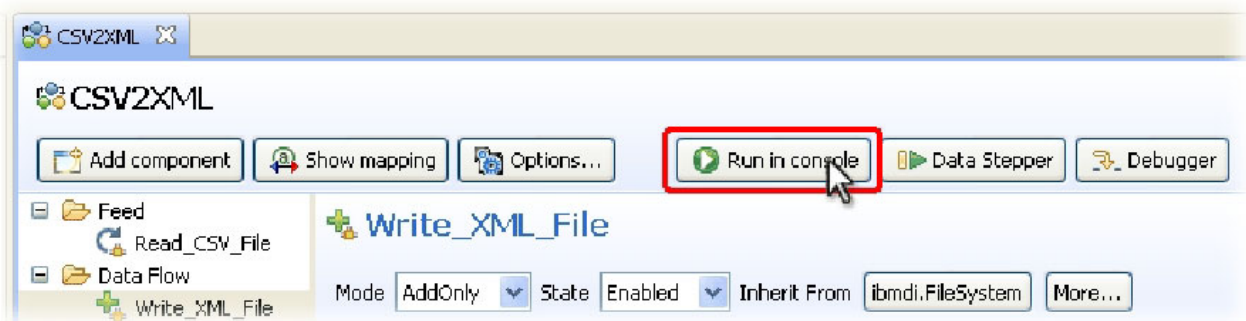 CSV2XML
CSV2XML
Add component Show mapping Options... Run in console Data Stepper Debugger
Feed
Read_CSV_File
Data Flow
Write_XML_File
Write_XML_File
Mode AddOnly State Enabled Inherit From ibmdi.FileSystem More...